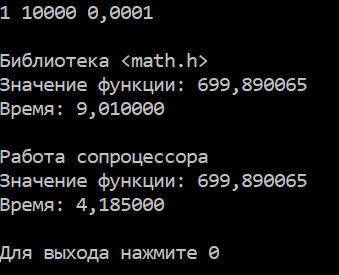 1 10000 0,0001
Библиотека <math.h>
Значение функции: 699,890065
Время: 9,010000
Работа сопроцессора
Значение функции: 699,890065
Время: 4,185000
Для выхода нажмите 0